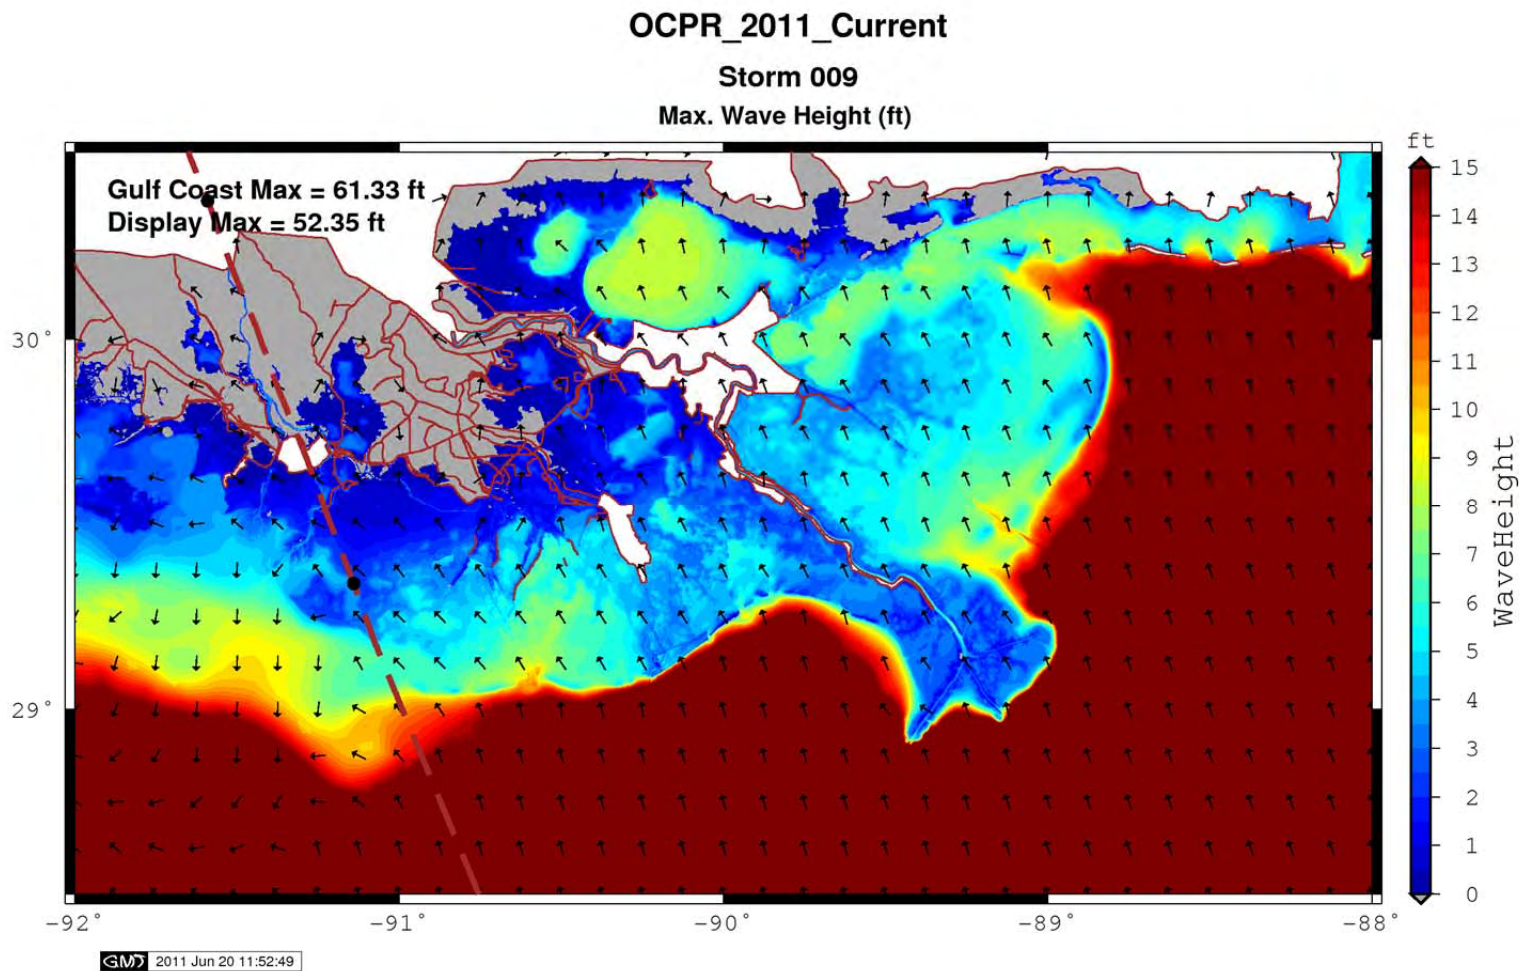 OCPR_2011_Current
Storm 009
Max. Wave Height (ft)
ft
Gulf Coast Max = 61.33 ft
Display Max = 52.35 ft
15
14
13
12
11
10
9
8
7
6
5
4
3
2
1
0
WaveHeight
30°
29°
-92°
-91°
-90°
-89°
-88°
GMT 2011 Jun 20 11:52:49